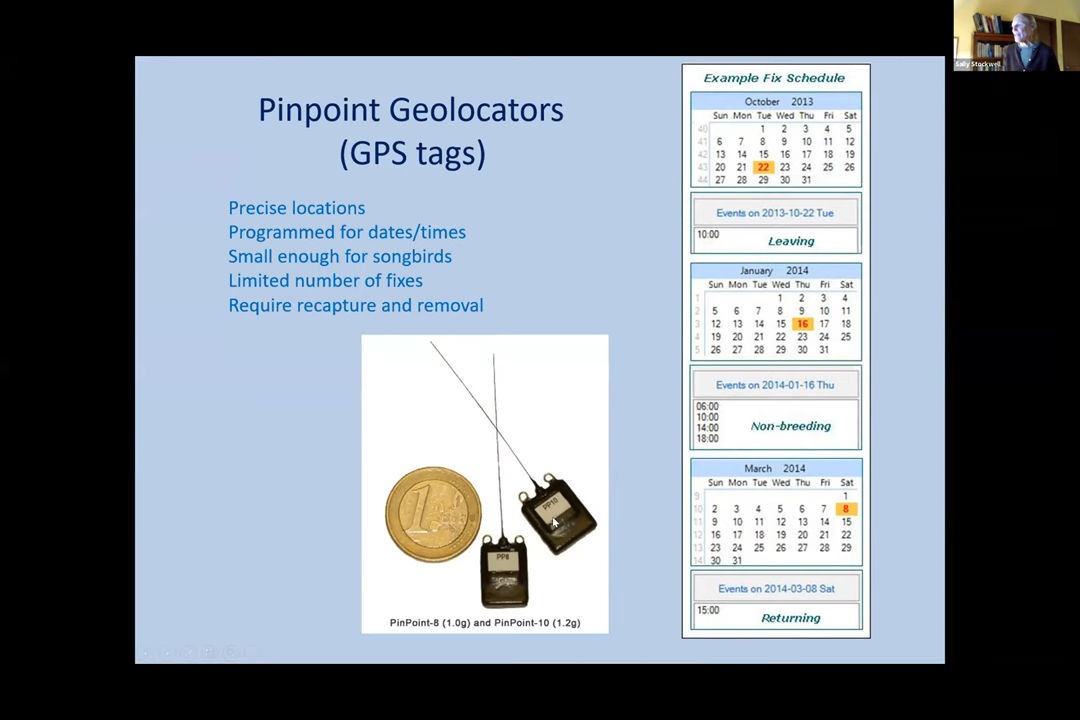 Sally Stockwell
Pinpoint Geolocators
(GPS tags)
Precise locations
Programmed for dates/times
Small enough for songbirds
Limited number of fixes
Require recapture and removal
PP10
PP8
PinPoint-8 (1.0g) and PinPoint-10 (1.2g)
Example Fix Schedule
October 2013
Sun Mon Tue Wed Thu Fri Sat
40 1 2 3 4 5
41 6 7 8 9 10 11 12
42 13 14 15 16 17 18 19
43 20 21 22 23 24 25 26
44 27 28 29 30 31
Events on 2013-10-22 Tue
10:00
Leaving
January 2014
Sun Mon Tue Wed Thu Fri Sat
1 1 2 3 4
2 5 6 7 8 9 10 11
3 12 13 14 15 16 17 18
4 19 20 21 22 23 24 25
5 26 27 28 29 30 31
Events on 2014-01-16 Thu
06:00
10:00
14:00
18:00
Non-breeding
March 2014
Sun Mon Tue Wed Thu Fri Sat
9 1
10 2 3 4 5 6 7 8
11 9 10 11 12 13 14 15
12 16 17 18 19 20 21 22
13 23 24 25 26 27 28 29
14 30 31
Events on 2014-03-08 Sat
15:00
Returning